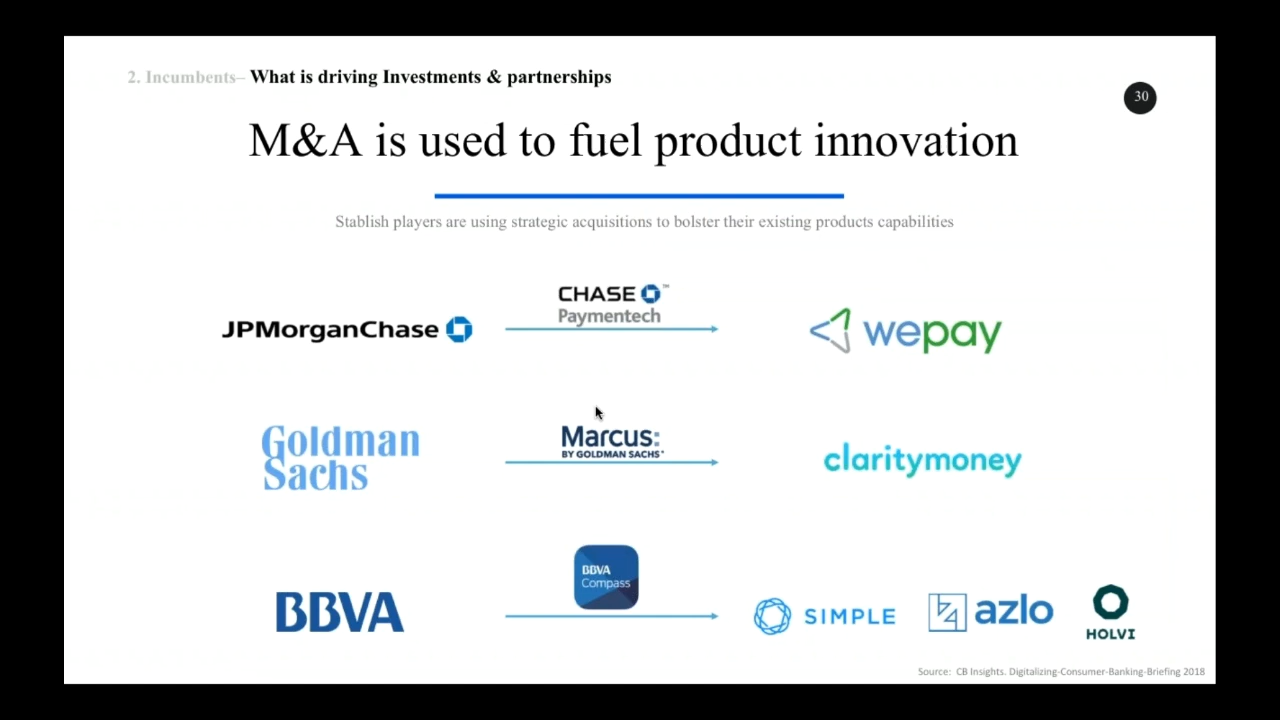 2. Incumbents– What is driving Investments & partnerships
30
M&A is used to fuel product innovation
Stablish players are using strategic acquisitions to bolster their existing products capabilities
JPMorganChase
CHASE ™
Paymentech
wepay
Goldman
Sachs
Marcus:
BY GOLDMAN SACHS®
claritymoney
BBVA
BBVA
Compass
SIMPLE
azlo
HOLVI
Source: CB Insights. Digitalizing-Consumer-Banking-Briefing 2018